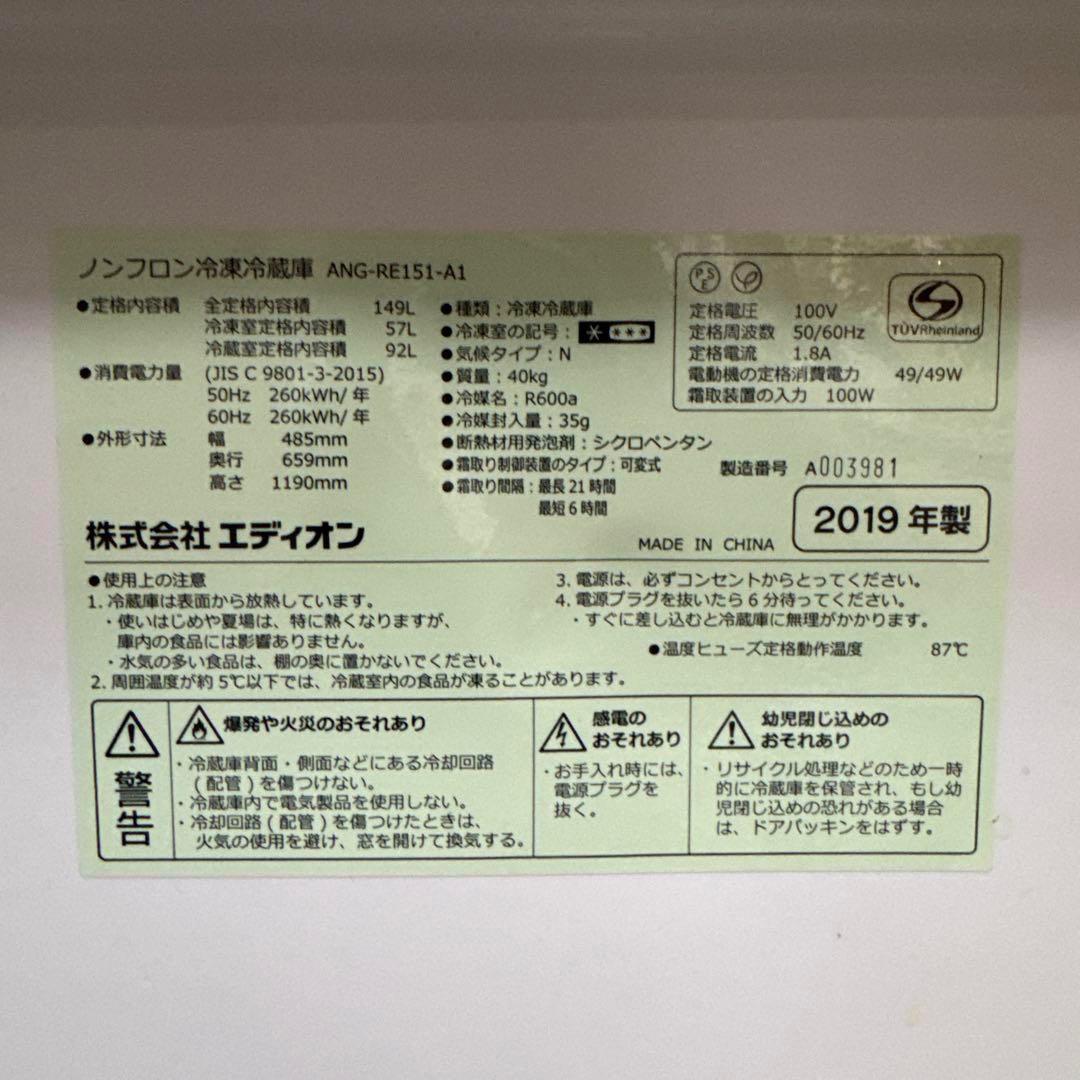 ノンフロン冷凍冷蔵庫 ANG-RE151-A1
●定格内容積 全定格内容積 149L
冷凍室定格内容積 57L
冷蔵室定格内容積 92L
●消費電力量 (JIS C 9801-3-2015)
50Hz 260kWh/年
60Hz 260kWh/年
●外形寸法 幅 485mm
奥行 659mm
高さ 1190mm
●種類：冷凍冷蔵庫
●冷凍室の記号：
●気候タイプ：N
●質量：40kg
●冷媒名：R600a
●冷媒封入量：35g
●断熱材用発泡剤：シクロペンタン
●霜取り制御装置のタイプ：可変式
●霜取り間隔：最長21時間
最短6時間
PSE
定格電圧 100V
定格周波数 50/60Hz
定格電流 1.8A
電動機の定格消費電力 49/49W
霜取装置の入力 100W
TÜVRheinland
製造番号 A003981
株式会社 エディオン
MADE IN CHINA
2019 年製
●使用上の注意
1. 冷蔵庫は表面から放熱しています。
・使いはじめや夏場は、特に熱くなりますが、
庫内の食品には影響ありません。
・水気の多い食品は、棚の奥に置かないでください。
2. 周囲温度が約5℃以下では、冷蔵室内の食品が凍ることがあります。
3. 電源は、必ずコンセントからとってください。
4. 電源プラグを抜いたら6分待ってください。
・すぐに差し込むと冷蔵庫に無理がかかります。
●温度ヒューズ定格動作温度 87℃
警告
爆発や火災のおそれあり
・冷蔵庫背面・側面などにある冷却回路
(配管)を傷つけない。
・冷蔵庫内で電気製品を使用しない。
・冷却回路(配管)を傷つけたときは、
火気の使用を避け、窓を開けて換気する。
感電の
おそれあり
・お手入れ時には、
電源プラグを
抜く。
幼児閉じ込めの
おそれあり
・リサイクル処理などのため一時
的に冷蔵庫を保管され、もし幼
児閉じ込めの恐れがある場合
は、ドアパッキンをはずす。